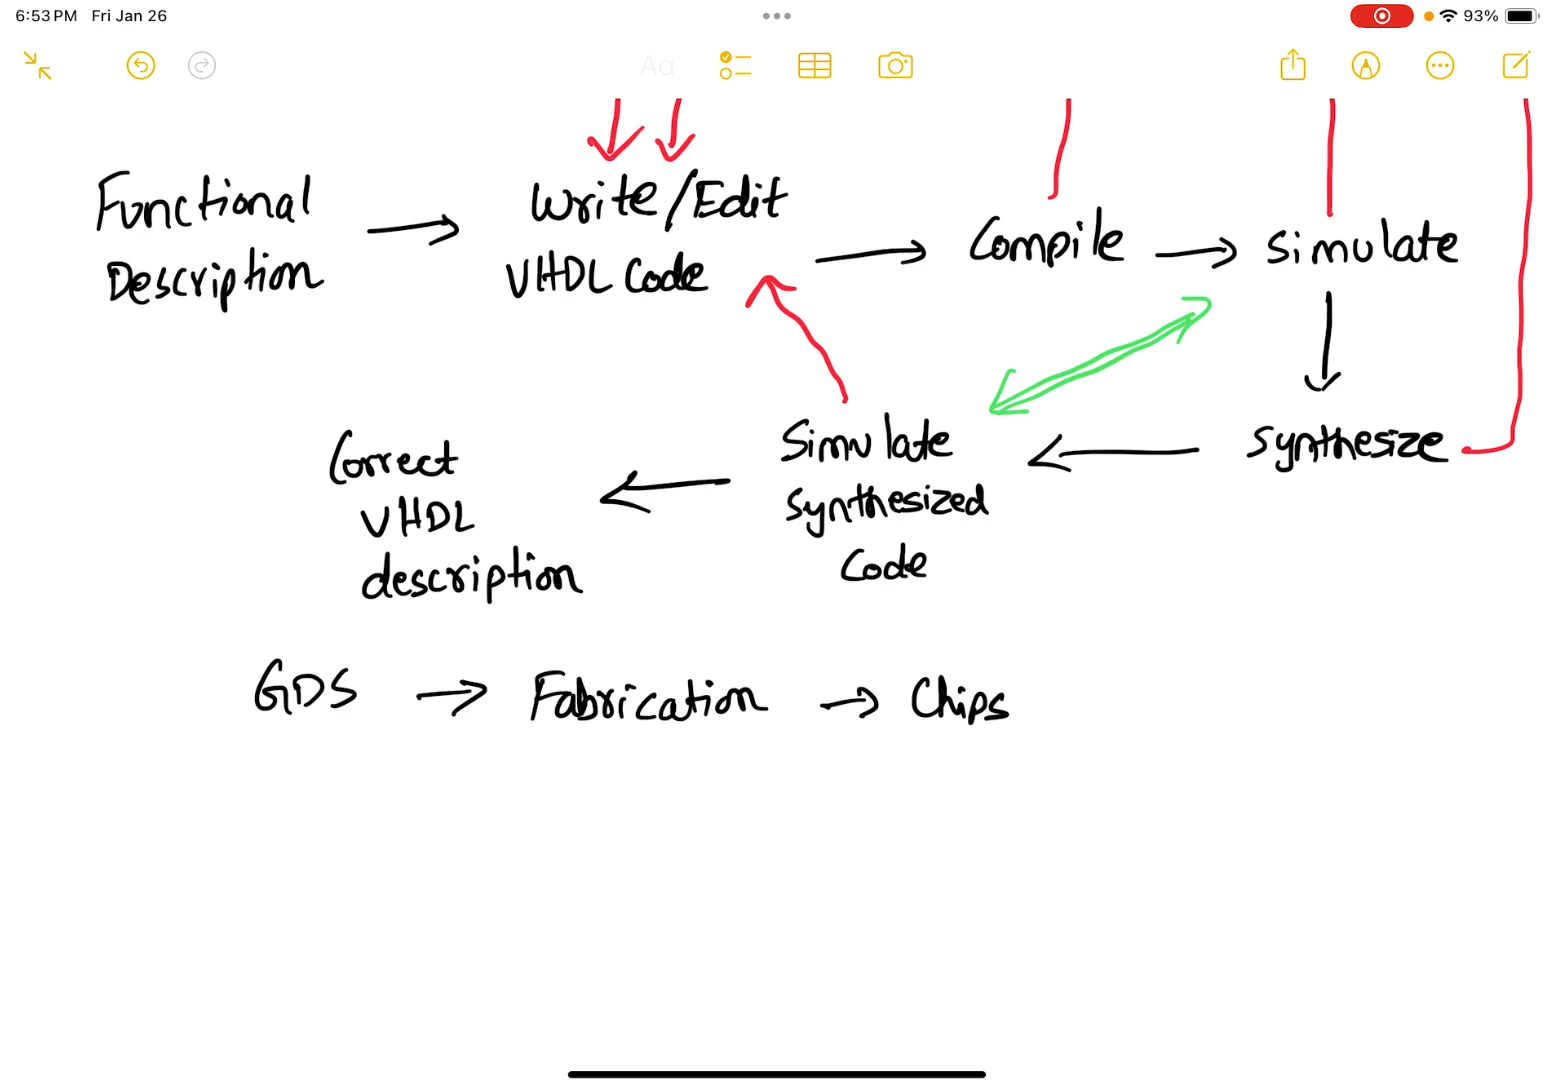 6:53 PM Fri Jan 26
93%
Aa
Functional
Description
Write/Edit
VHDL Code
Compile
Simulate
Synthesize
Simulate
Synthesized
Code
Correct
VHDL
description
GDS
Fabrication
Chips